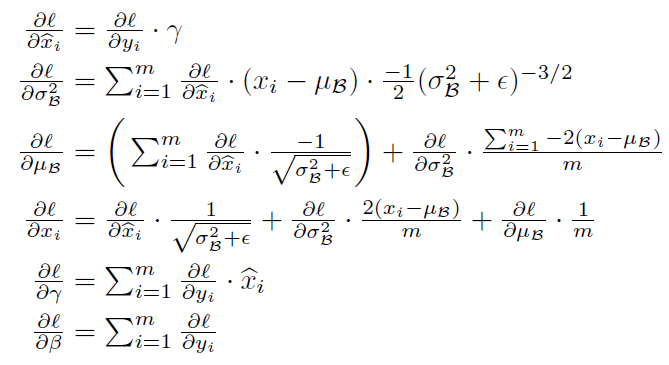 ∂ℓ/∂x̂_i = ∂ℓ/∂y_i · γ
∂ℓ/∂σ_ℬ^2 = ∑_{i=1}^m ∂ℓ/∂x̂_i · (x_i − μ_ℬ) · −1/2 (σ_ℬ^2 + ϵ)^{−3/2}
∂ℓ/∂μ_ℬ = (∑_{i=1}^m ∂ℓ/∂x̂_i · −1/√(σ_ℬ^2+ϵ)) + ∂ℓ/∂σ_ℬ^2 · (∑_{i=1}^m −2(x_i−μ_ℬ))/m
∂ℓ/∂x_i = ∂ℓ/∂x̂_i · 1/√(σ_ℬ^2+ϵ) + ∂ℓ/∂σ_ℬ^2 · 2(x_i−μ_ℬ)/m + ∂ℓ/∂μ_ℬ · 1/m
∂ℓ/∂γ = ∑_{i=1}^m ∂ℓ/∂y_i · x̂_i
∂ℓ/∂β = ∑_{i=1}^m ∂ℓ/∂y_i